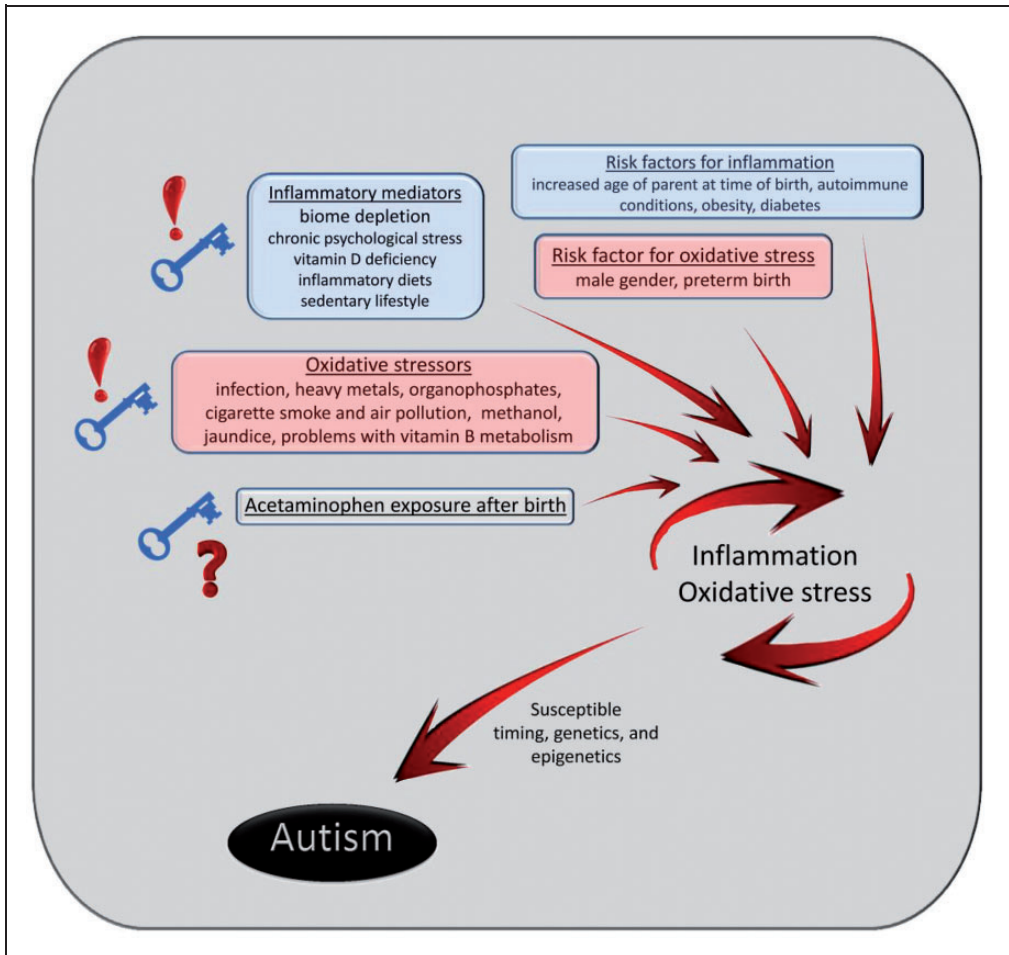 Risk factors for inflammation
increased age of parent at time of birth, autoimmune
conditions, obesity, diabetes
Inflammatory mediators
biome depletion
chronic psychological stress
vitamin D deficiency
inflammatory diets
sedentary lifestyle
Risk factor for oxidative stress
male gender, preterm birth
Oxidative stressors
infection, heavy metals, organophosphates,
cigarette smoke and air pollution, methanol,
jaundice, problems with vitamin B metabolism
Acetaminophen exposure after birth
Inflammation
Oxidative stress
Susceptible
timing, genetics, and
epigenetics
Autism